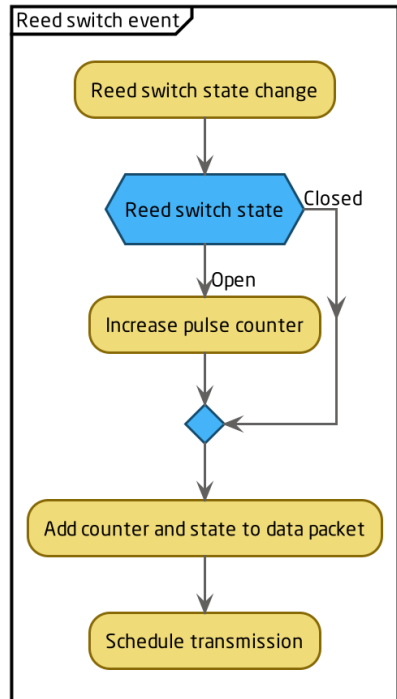 Reed switch event
Reed switch state change
Reed switch state
Closed
Open
Increase pulse counter
Add counter and state to data packet
Schedule transmission